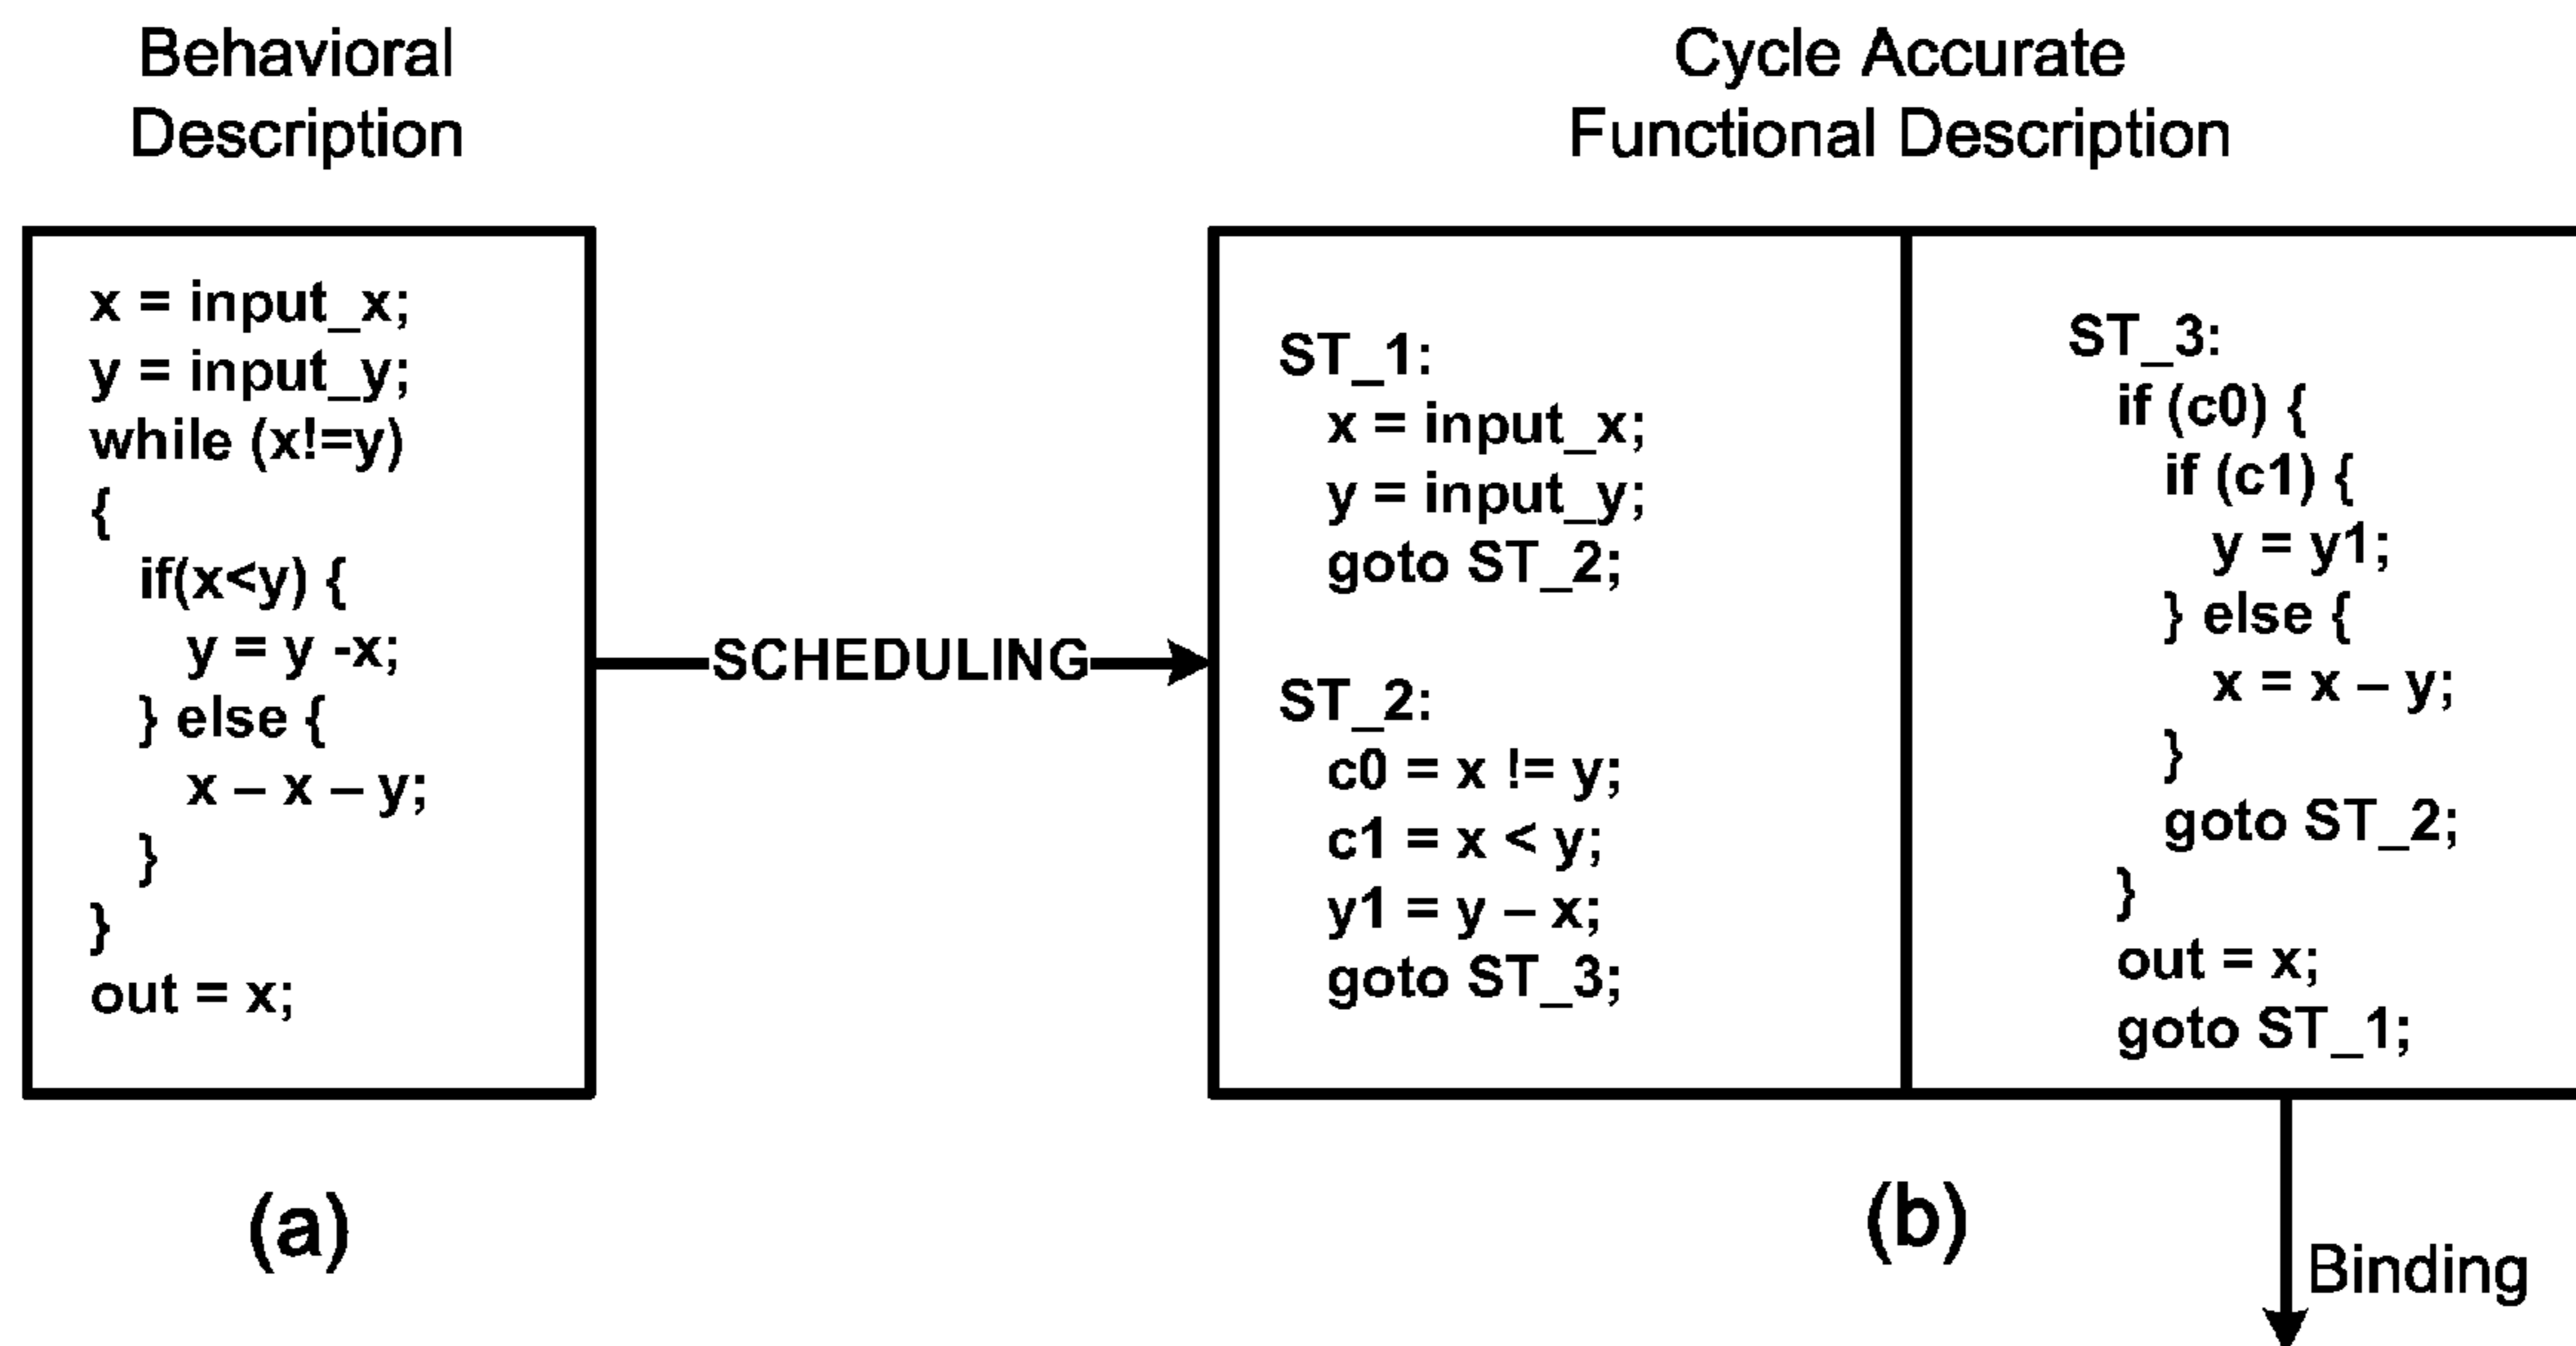 Behavioral
Description
x = input_x;
y = input_y;
while (x!=y)
{
if(x<y) {
y = y -x;
} else {
x – x – y;
}
}
out = x;
(a)
SCHEDULING
Cycle Accurate
Functional Description
ST_1:
x = input_x;
y = input_y;
goto ST_2;
ST_2:
c0 = x != y;
c1 = x < y;
y1 = y – x;
goto ST_3;
ST_3:
if (c0) {
if (c1) {
y = y1;
} else {
x = x – y;
}
goto ST_2;
}
out = x;
goto ST_1;
(b)
Binding